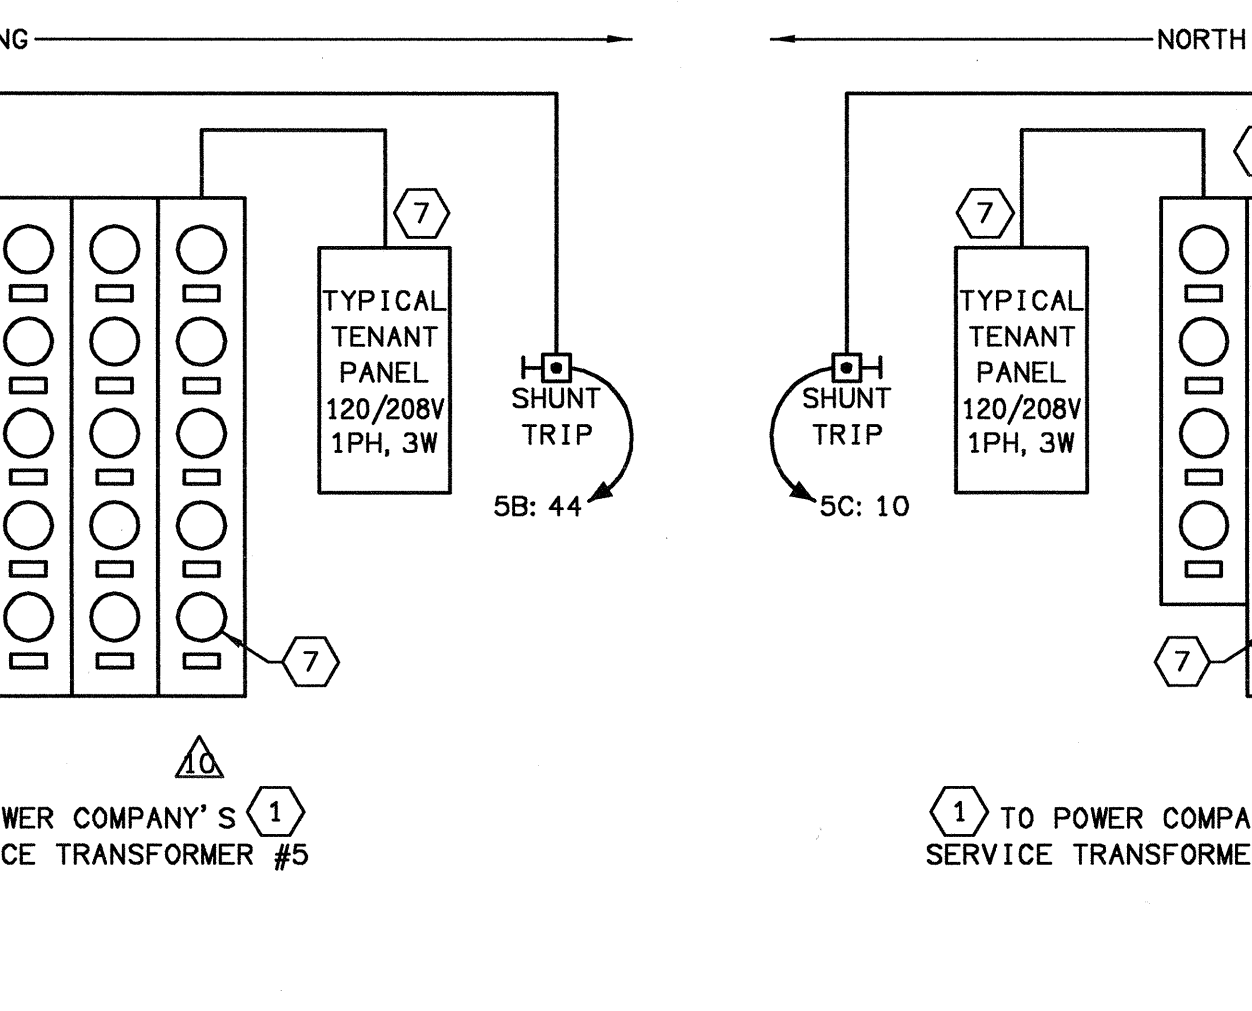 NG
NORTH
7
7
TYPICAL
TENANT
PANEL
120/208V
1PH, 3W
SHUNT
TRIP
5B: 44
SHUNT
TRIP
5C: 10
TYPICAL
TENANT
PANEL
120/208V
1PH, 3W
7
7
10
WER COMPANY'S 1
CE TRANSFORMER #5
1 TO POWER COMPA
SERVICE TRANSFORME